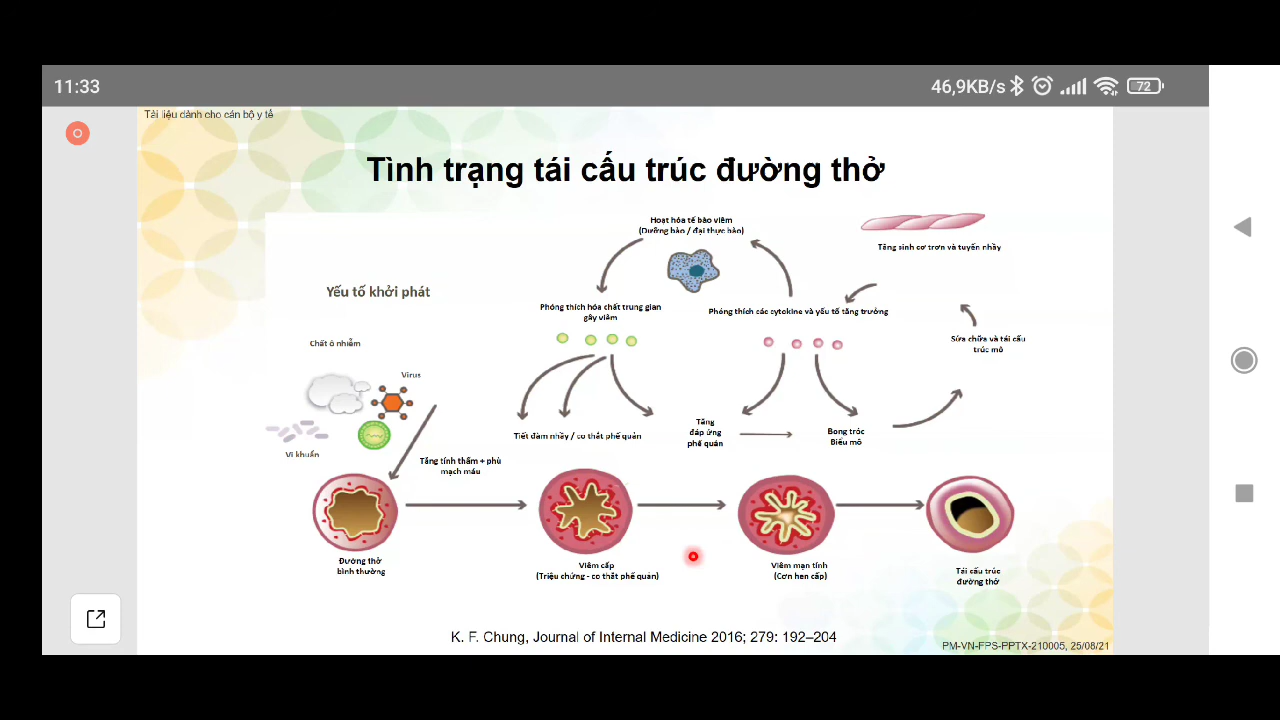 11:33
46,9KB/s
72
Tài liệu dành cho cán bộ y tế
Tình trạng tái cấu trúc đường thở
Hoạt hóa tế bào viêm
(Dưỡng bào / đại thực bào)
Tăng sinh cơ trơn và tuyến nhầy
Yếu tố khởi phát
Phóng thích hóa chất trung gian
gây viêm
Phóng thích các cytokine và yếu tố tăng trưởng
Chất ô nhiễm
Sửa chữa và tái cấu
trúc mô
Virus
Tiết đàm nhầy / co thắt phế quản
Tăng
đáp ứng
phế quản
Bong tróc
Biểu mô
Vi khuẩn
Tăng tính thấm + phù
mạch máu
Đường thở
bình thường
Viêm cấp
(Triệu chứng - co thắt phế quản)
Viêm mạn tính
(Cơn hen cấp)
Tái cấu trúc
đường thở
K. F. Chung, Journal of Internal Medicine 2016; 279: 192–204
PM-VN-FPS-PPTX-210005, 25/08/21